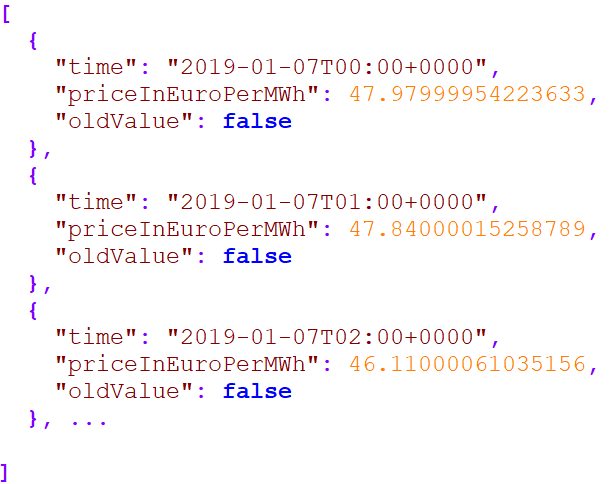 [
  {
    "time": "2019-01-07T00:00+0000",
    "priceInEuroPerMWh": 47.97999954223633,
    "oldValue": false
  },
  {
    "time": "2019-01-07T01:00+0000",
    "priceInEuroPerMWh": 47.84000015258789,
    "oldValue": false
  },
  {
    "time": "2019-01-07T02:00+0000",
    "priceInEuroPerMWh": 46.11000061035156,
    "oldValue": false
  }, ...
]